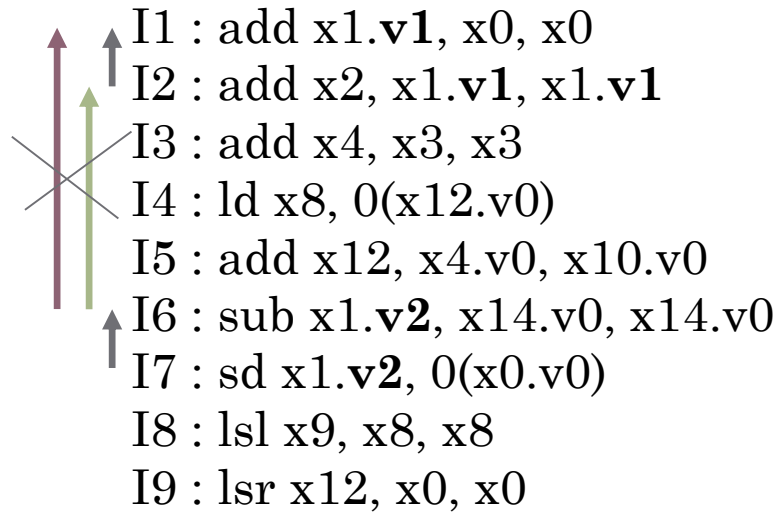 I1 : add x1.v1, x0, x0
I2 : add x2, x1.v1, x1.v1
I3 : add x4, x3, x3
I4 : ld x8, 0(x12.v0)
I5 : add x12, x4.v0, x10.v0
I6 : sub x1.v2, x14.v0, x14.v0
I7 : sd x1.v2, 0(x0.v0)
I8 : lsl x9, x8, x8
I9 : lsr x12, x0, x0